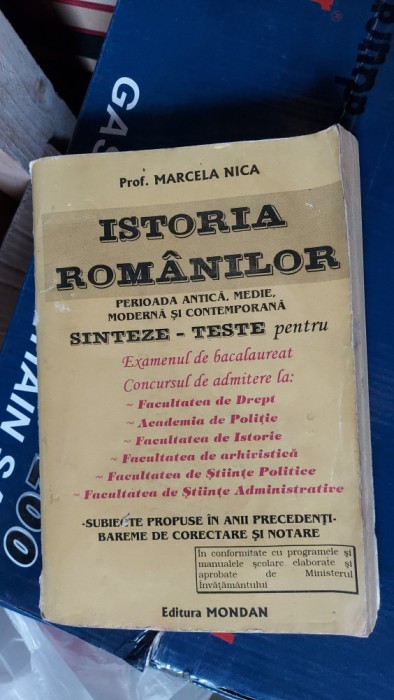 Prof. MARCELA NICA
ISTORIA
ROMÂNILOR
PERIOADA ANTICĂ, MEDIE,
MODERNĂ ȘI CONTEMPORANĂ
SINTEZE - TESTE pentru
Examenul de bacalaureat
Concursul de admitere la:
~ Facultatea de Drept
~ Academia de Poliție
~ Facultatea de Istorie
~ Facultatea de arhivistică
~ Facultatea de Științe Politice
~ Facultatea de Științe Administrative
-SUBIECTE PROPUSE ÎN ANII PRECEDENȚI-
BAREME DE CORECTARE ȘI NOTARE
În conformitate cu programele și
manualele școlare elaborate și
aprobate de Ministerul
Învățământului
Editura MONDAN
GAS
200